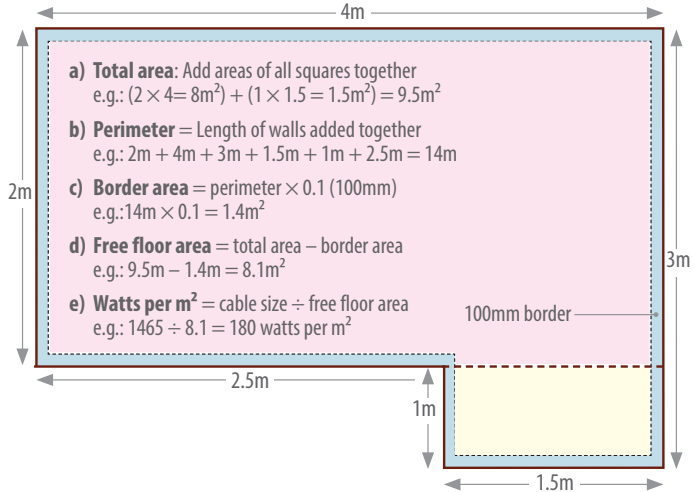 4m
a) Total area: Add areas of all squares together
e.g.: (2 × 4= 8m²) + (1 × 1.5 = 1.5m²) = 9.5m²
b) Perimeter = Length of walls added together
e.g.: 2m + 4m + 3m + 1.5m + 1m + 2.5m = 14m
2m
c) Border area = perimeter × 0.1 (100mm)
e.g.:14m × 0.1 = 1.4m²
d) Free floor area = total area – border area
e.g.: 9.5m – 1.4m = 8.1m²
3m
e) Watts per m² = cable size ÷ free floor area
e.g.: 1465 ÷ 8.1 = 180 watts per m²
100mm border
2.5m
1m
1.5m